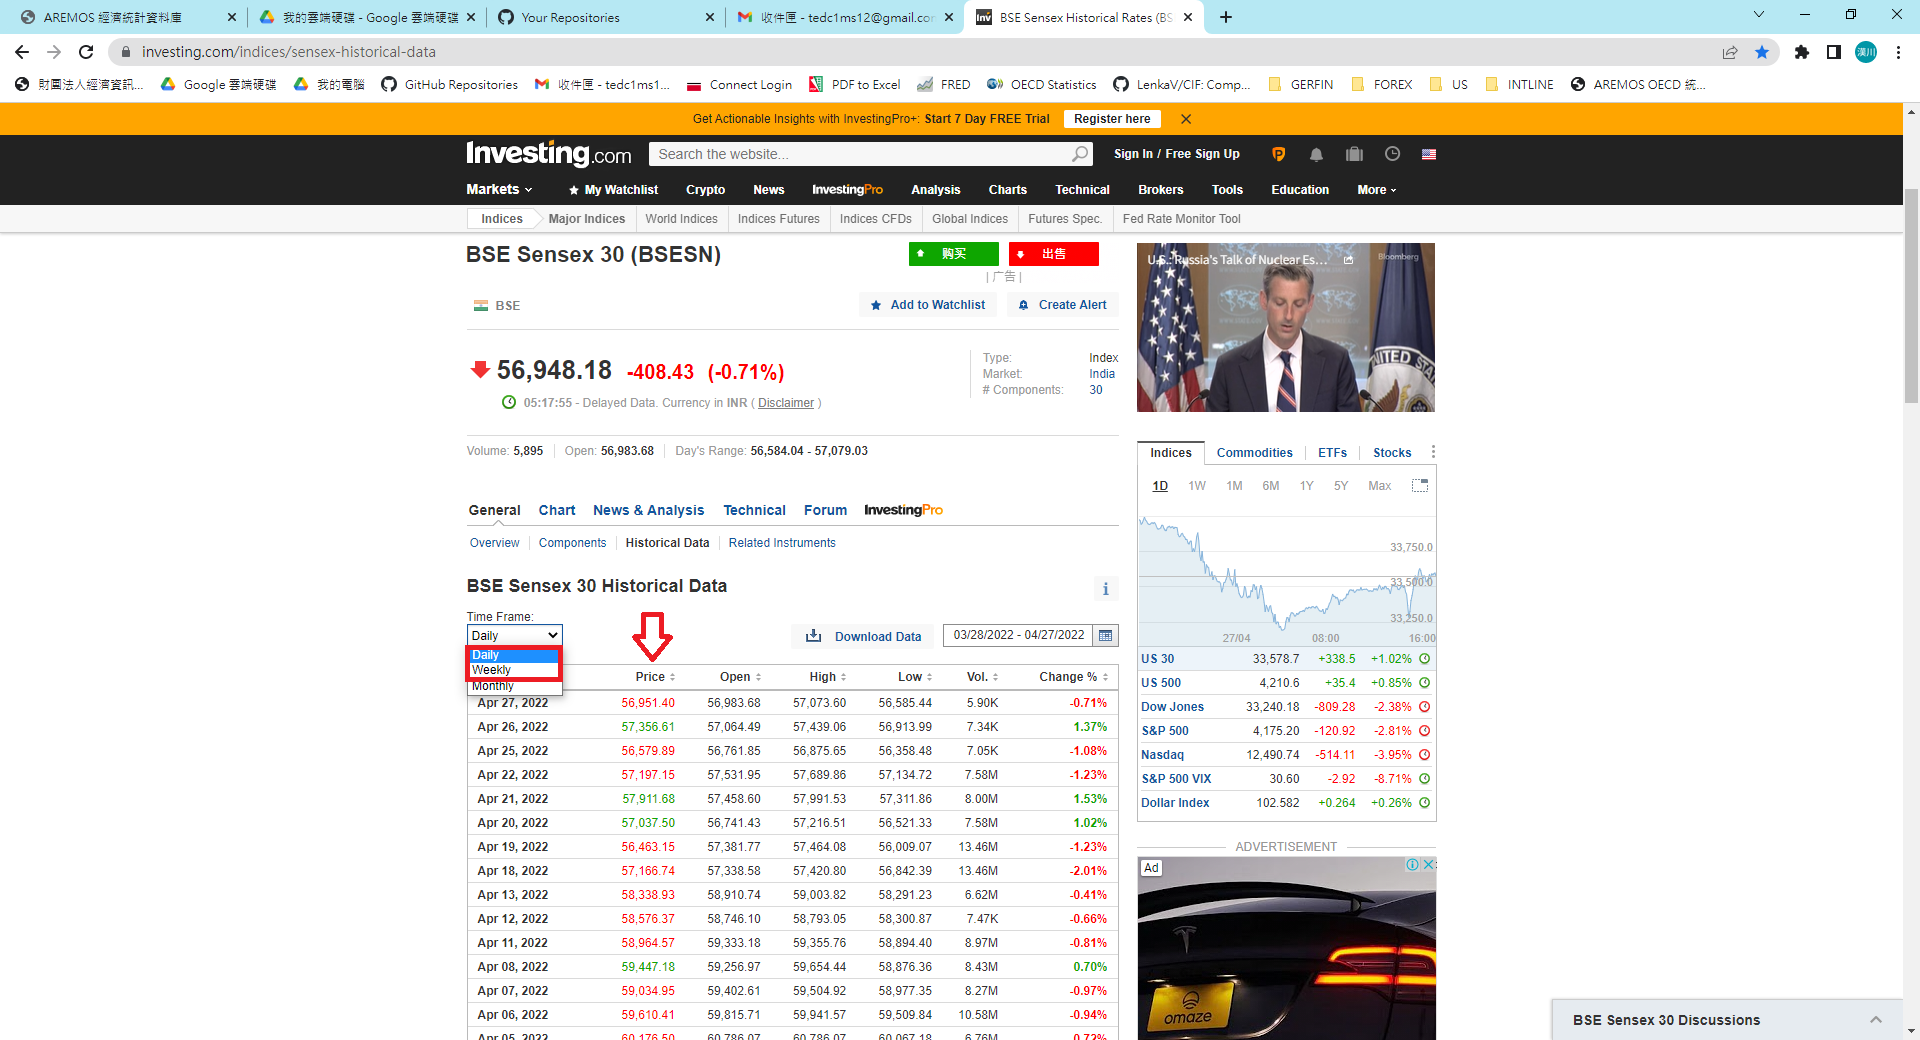 AREMOS 經濟統計資料庫
我的雲端硬碟 - Google 雲端硬碟
Your Repositories
收件匣 - tedc1ms12@gmail.cor
BSE Sensex Historical Rates (BS
investing.com/indices/sensex-historical-data
財團法人經濟資訊...
Google 雲端硬碟
我的電腦
GitHub Repositories
收件匣 - tedc1ms1...
Connect Login
PDF to Excel
FRED
OECD Statistics
LenkaV/CIF: Comp...
GERFIN
FOREX
US
INTLINE
AREMOS OECD 統...
Get Actionable Insights with InvestingPro+: Start 7 Day FREE Trial
Register here
Investing.com
Search the website...
Sign In / Free Sign Up
Markets
My Watchlist
Crypto
News
InvestingPro
Analysis
Charts
Technical
Brokers
Tools
Education
More
Indices
Major Indices
World Indices
Indices Futures
Indices CFDs
Global Indices
Futures Spec.
Fed Rate Monitor Tool
BSE Sensex 30 (BSESN)
购买
出售
| 广告 |
BSE
Add to Watchlist
Create Alert
56,948.18 -408.43 (-0.71%)
05:17:55 - Delayed Data. Currency in INR ( Disclaimer )
Type: Index
Market: India
# Components: 30
Volume: 5,895
Open: 56,983.68
Day's Range: 56,584.04 - 57,079.03
General
Chart
News & Analysis
Technical
Forum
InvestingPro
Overview
Components
Historical Data
Related Instruments
BSE Sensex 30 Historical Data
Time Frame:
Daily
Daily
Weekly
Monthly
Download Data
03/28/2022 - 04/27/2022
Price Open High Low Vol. Change %
Apr 27, 2022 56,951.40 56,983.68 57,073.60 56,585.44 5.90K -0.71%
Apr 26, 2022 57,356.61 57,064.49 57,439.06 56,913.99 7.34K 1.37%
Apr 25, 2022 56,579.89 56,761.85 56,875.65 56,358.48 7.05K -1.08%
Apr 22, 2022 57,197.15 57,531.95 57,689.86 57,134.72 7.58M -1.23%
Apr 21, 2022 57,911.68 57,458.60 57,991.53 57,311.86 8.00M 1.53%
Apr 20, 2022 57,037.50 56,741.43 57,216.51 56,521.33 7.58M 1.02%
Apr 19, 2022 56,463.15 57,381.77 57,464.08 56,009.07 13.46M -1.23%
Apr 18, 2022 57,166.74 57,338.58 57,420.80 56,842.39 13.46M -2.01%
Apr 13, 2022 58,338.93 58,910.74 59,003.82 58,291.23 6.62M -0.41%
Apr 12, 2022 58,576.37 58,746.10 58,793.05 58,300.87 7.47K -0.66%
Apr 11, 2022 58,964.57 59,333.18 59,355.76 58,894.40 8.97M -0.81%
Apr 08, 2022 59,447.18 59,256.97 59,654.44 58,876.36 8.43M 0.70%
Apr 07, 2022 59,034.95 59,402.61 59,504.92 58,977.35 8.27M -0.97%
Apr 06, 2022 59,610.41 59,815.71 59,941.57 59,509.84 10.58M -0.94%
Apr 05, 2022 60,176.50 60,786.07 60,786.07 60,067.18 6.76M -0.72%
U.S.: Russia's Talk of Nuclear Es...
Bloomberg
UNITED STATES
Indices
Commodities
ETFs
Stocks
1D 1W 1M 6M 1Y 5Y Max
33,750.0
33,500.0
33,250.0
27/04 08:00 16:00
US 30 33,578.7 +338.5 +1.02%
US 500 4,210.6 +35.4 +0.85%
Dow Jones 33,240.18 -809.28 -2.38%
S&P 500 4,175.20 -120.92 -2.81%
Nasdaq 12,490.74 -514.11 -3.95%
S&P 500 VIX 30.60 -2.92 -8.71%
Dollar Index 102.582 +0.264 +0.26%
ADVERTISEMENT
Ad
omaze
BSE Sensex 30 Discussions